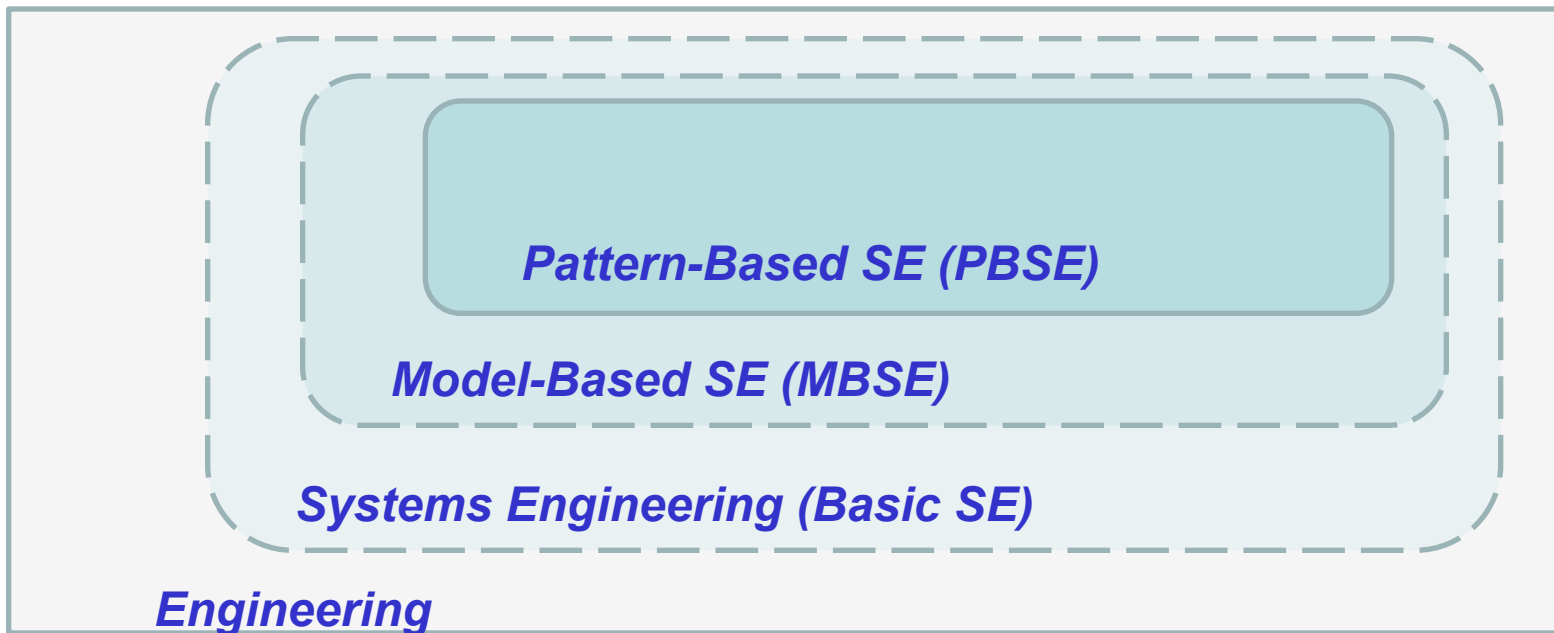 Pattern-Based SE (PBSE)
Model-Based SE (MBSE)
Systems Engineering (Basic SE)
Engineering